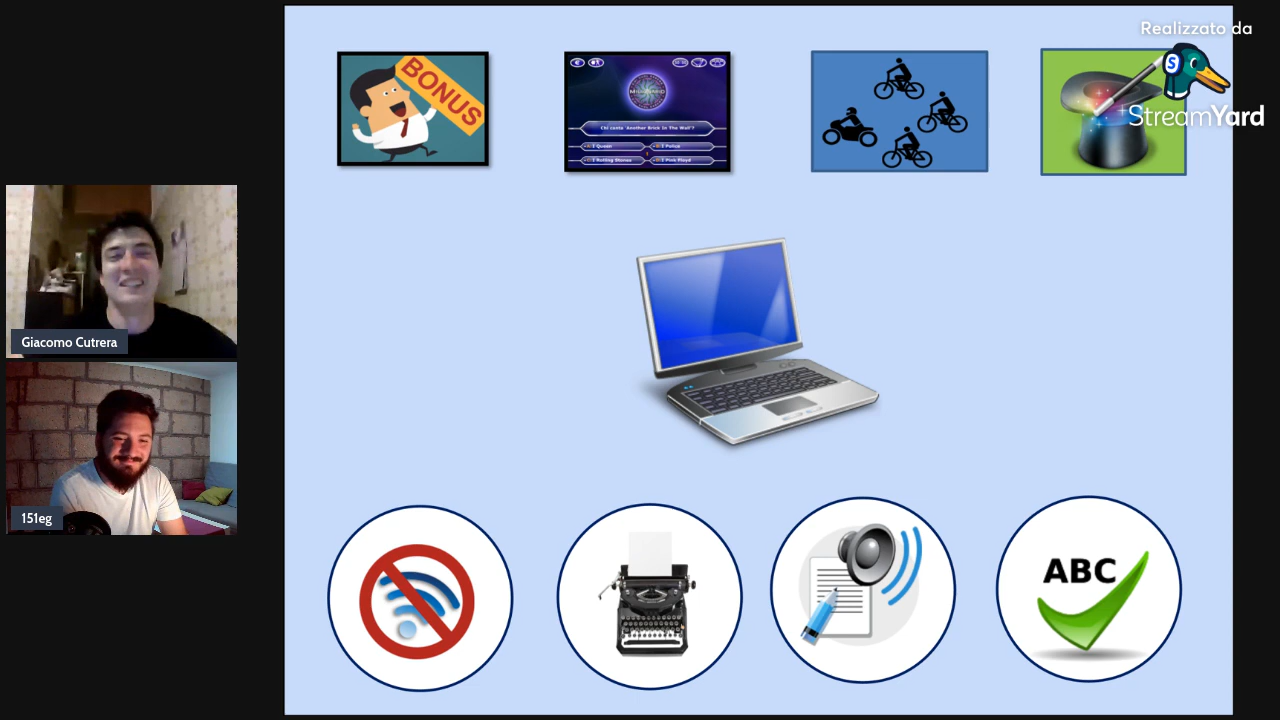 Realizzato da
StreamYard
S
BONUS
MILIONARIO
Chi canta 'Another Brick In The Wall'?
A: I Queen
B: I Police
C: I Rolling Stones
D: I Pink Floyd
Giacomo Cutrera
151eg
ABC